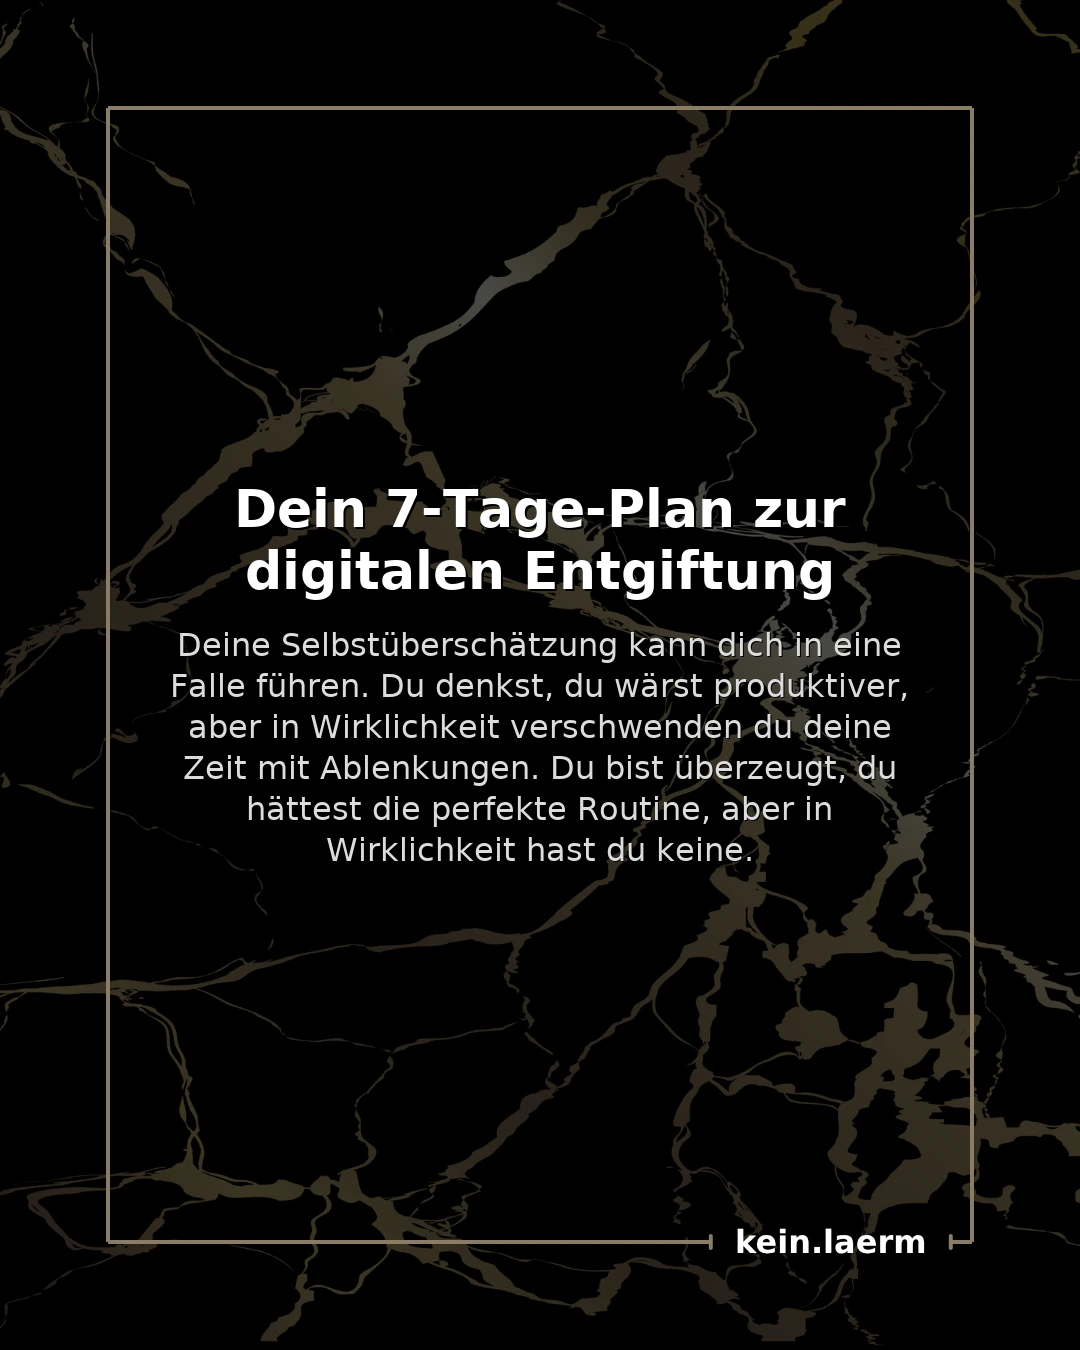 Dein 7-Tage-Plan zur
digitalen Entgiftung
Deine Selbstüberschätzung kann dich in eine
Falle führen. Du denkst, du wärst produktiver,
aber in Wirklichkeit verschwenden du deine
Zeit mit Ablenkungen. Du bist überzeugt, du
hättest die perfekte Routine, aber in
Wirklichkeit hast du keine.
kein.laerm